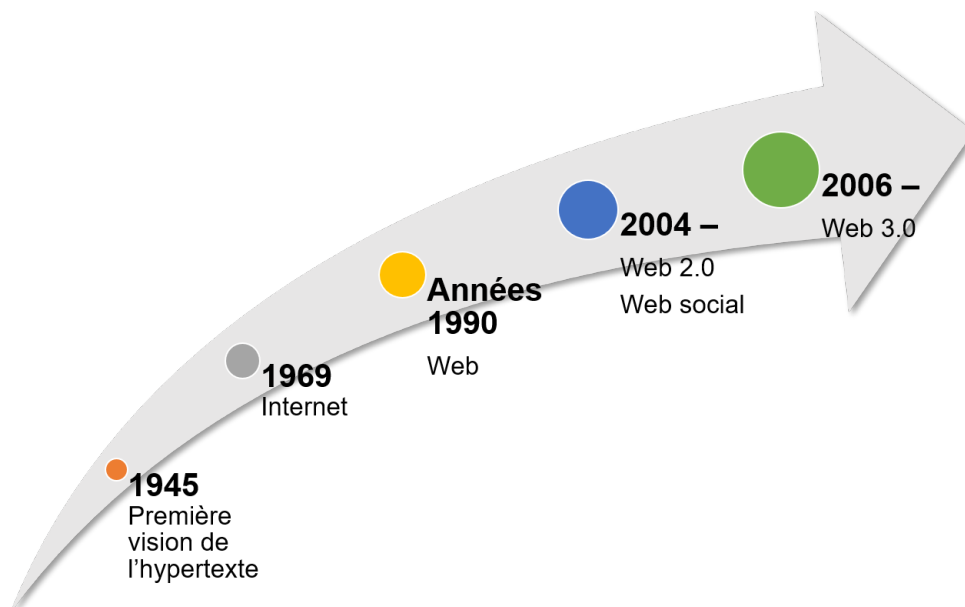 1945
Première
vision de
l’hypertexte
1969
Internet
Années
1990
Web
2004 –
Web 2.0
Web social
2006 –
Web 3.0